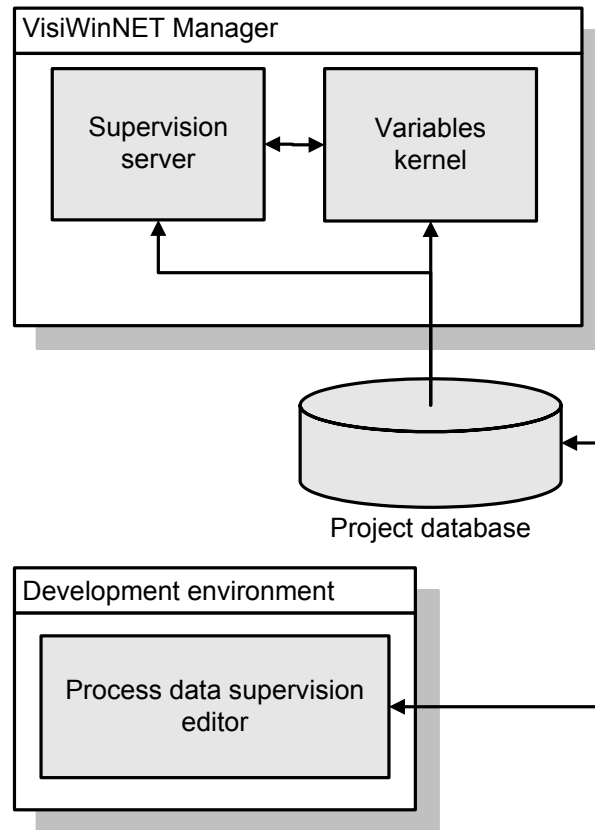 VisiWinNET Manager
Supervision
server
Variables
kernel
Project database
Development environment
Process data supervision
editor